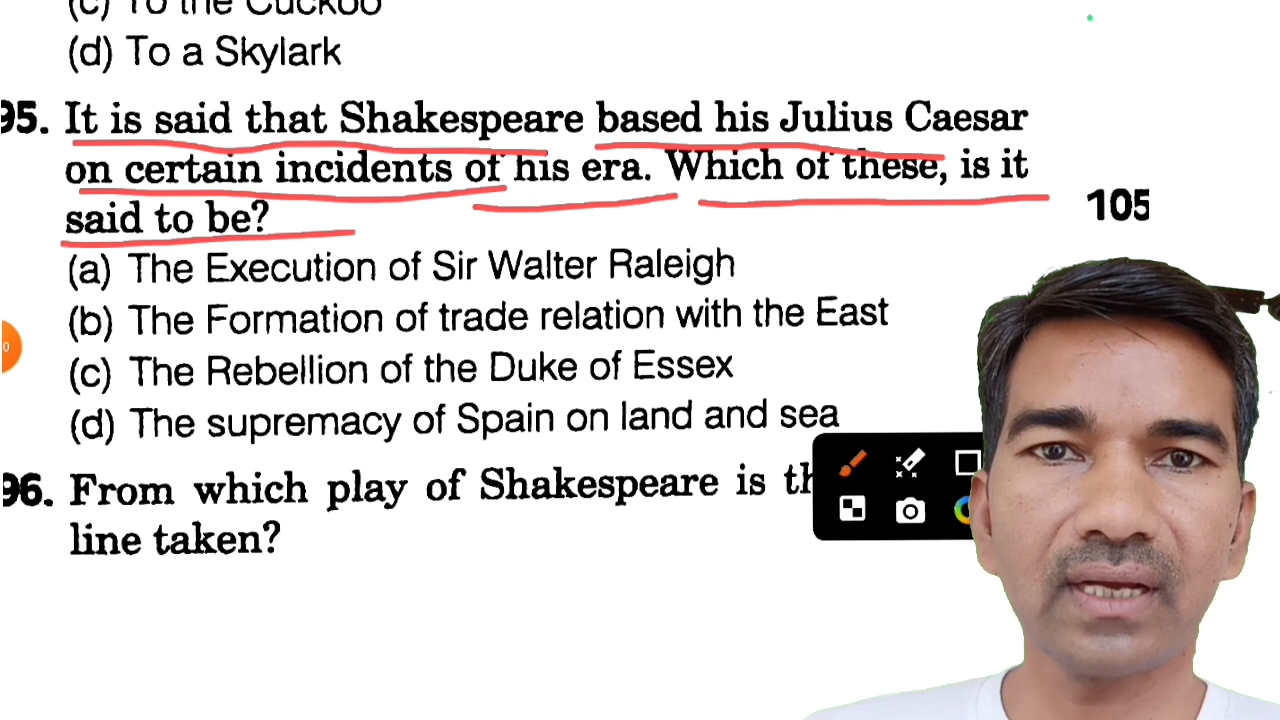 (c) To the Cuckoo
(d) To a Skylark
95. It is said that Shakespeare based his Julius Caesar
on certain incidents of his era. Which of these, is it
said to be?
105
(a) The Execution of Sir Walter Raleigh
(b) The Formation of trade relation with the East
(c) The Rebellion of the Duke of Essex
(d) The supremacy of Spain on land and sea
96. From which play of Shakespeare is
line taken?